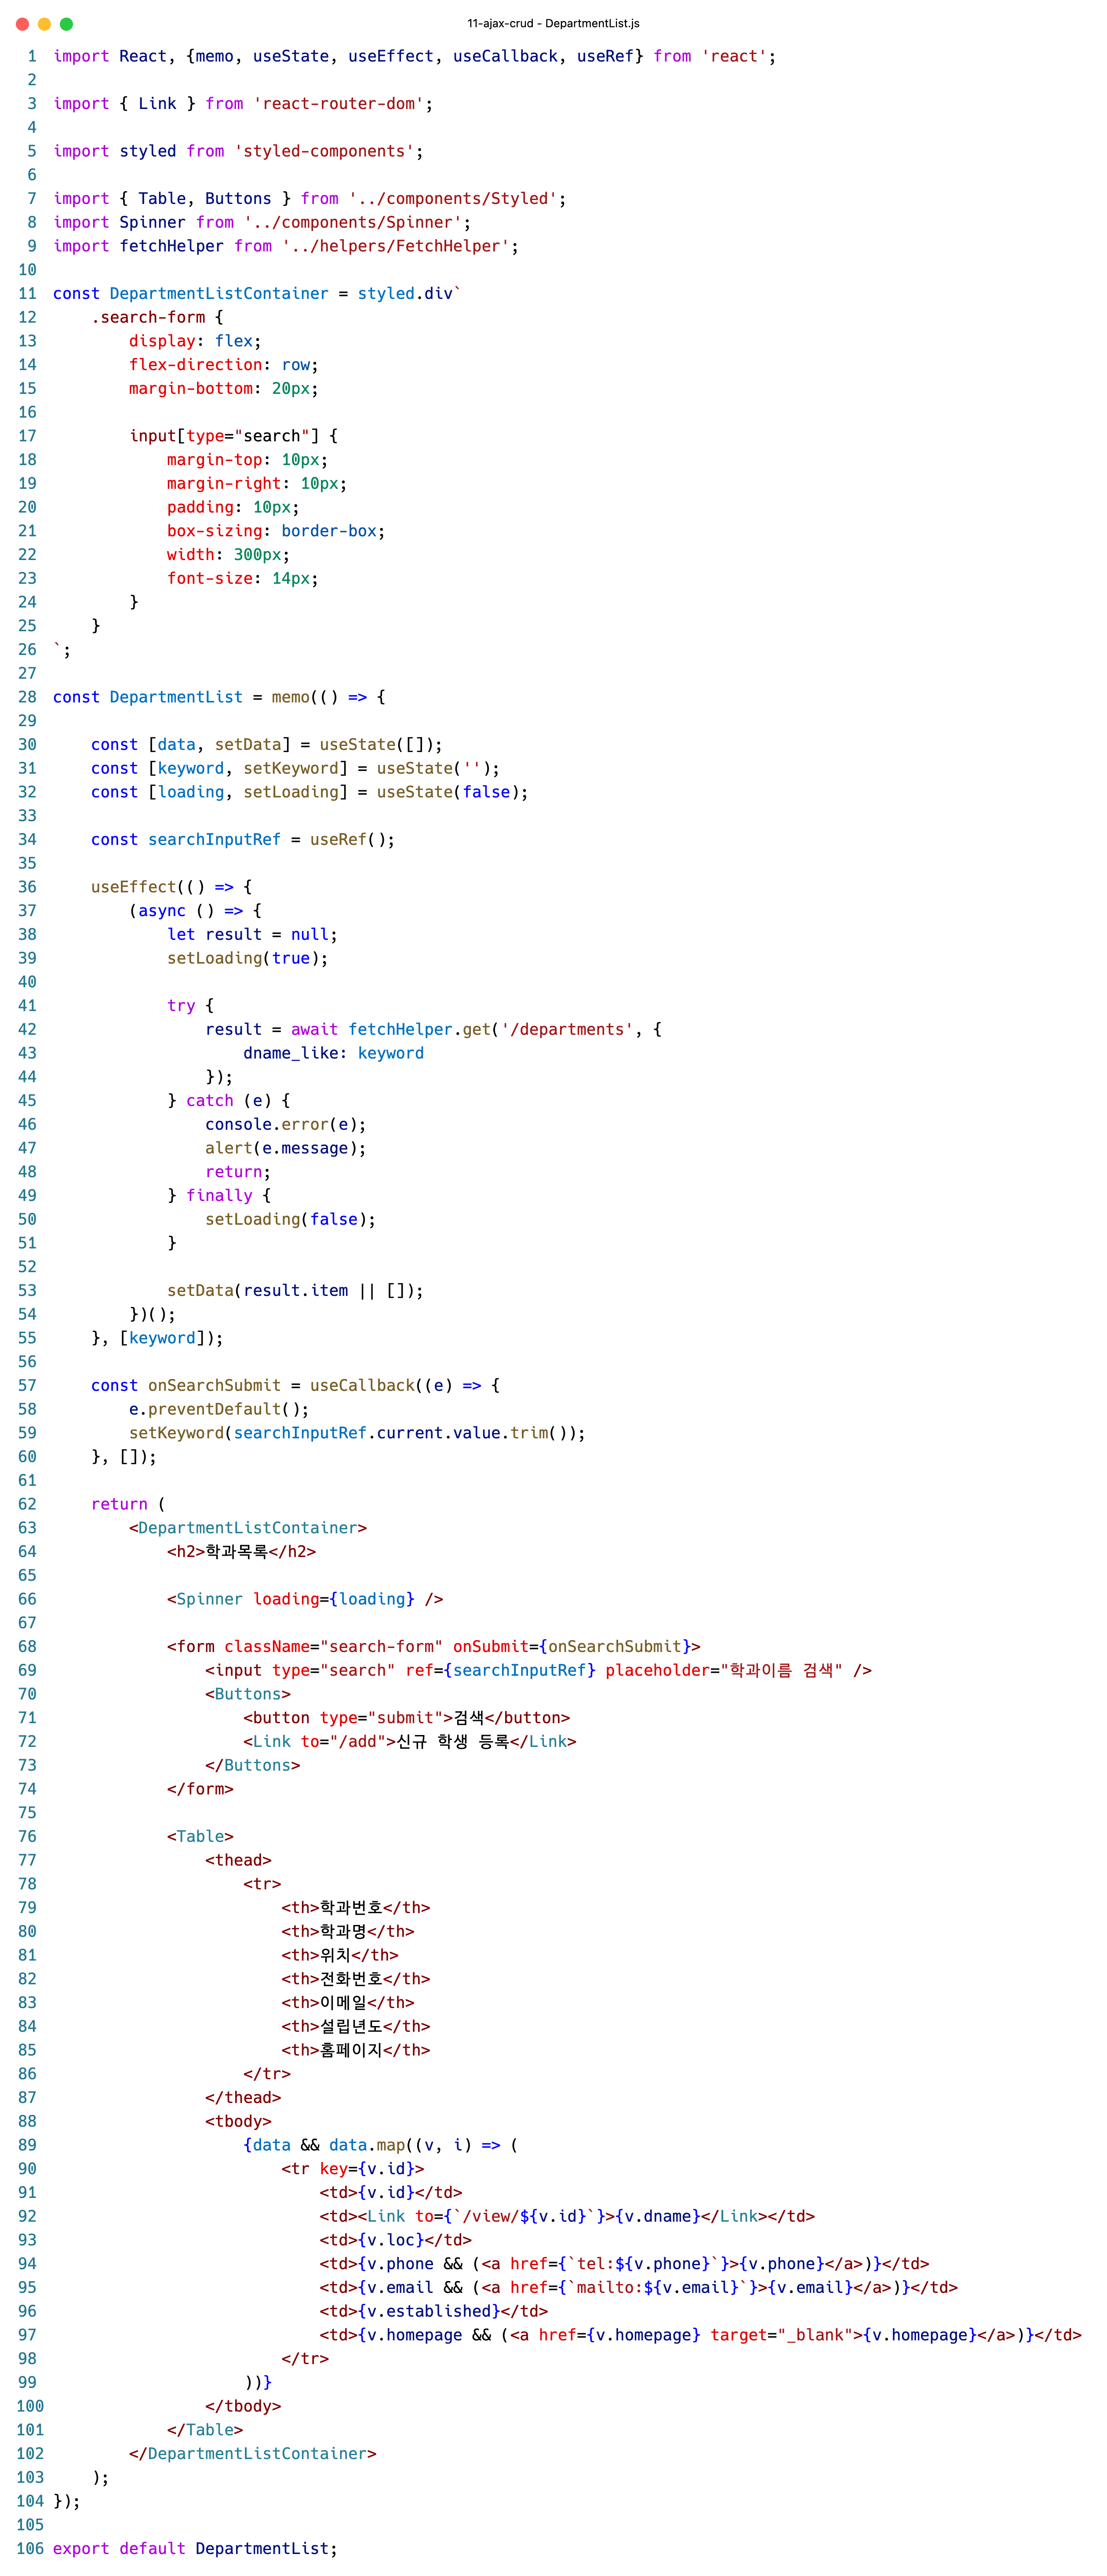 11-ajax-crud - DepartmentList.js
1 import React, {memo, useState, useEffect, useCallback, useRef} from 'react';
2
3 import { Link } from 'react-router-dom';
4
5 import styled from 'styled-components';
6
7 import { Table, Buttons } from '../components/Styled';
8 import Spinner from '../components/Spinner';
9 import fetchHelper from '../helpers/FetchHelper';
10
11 const DepartmentListContainer = styled.div`
12     .search-form {
13         display: flex;
14         flex-direction: row;
15         margin-bottom: 20px;
16
17         input[type="search"] {
18             margin-top: 10px;
19             margin-right: 10px;
20             padding: 10px;
21             box-sizing: border-box;
22             width: 300px;
23             font-size: 14px;
24         }
25     }
26 `;
27
28 const DepartmentList = memo(() => {
29
30     const [data, setData] = useState([]);
31     const [keyword, setKeyword] = useState('');
32     const [loading, setLoading] = useState(false);
33
34     const searchInputRef = useRef();
35
36     useEffect(() => {
37         (async () => {
38             let result = null;
39             setLoading(true);
40
41             try {
42                 result = await fetchHelper.get('/departments', {
43                     dname_like: keyword
44                 });
45             } catch (e) {
46                 console.error(e);
47                 alert(e.message);
48                 return;
49             } finally {
50                 setLoading(false);
51             }
52
53             setData(result.item || []);
54         })();
55     }, [keyword]);
56
57     const onSearchSubmit = useCallback((e) => {
58         e.preventDefault();
59         setKeyword(searchInputRef.current.value.trim());
60     }, []);
61
62     return (
63         <DepartmentListContainer>
64             <h2>학과목록</h2>
65
66             <Spinner loading={loading} />
67
68             <form className="search-form" onSubmit={onSearchSubmit}>
69                 <input type="search" ref={searchInputRef} placeholder="학과이름 검색" />
70                 <Buttons>
71                     <button type="submit">검색</button>
72                     <Link to="/add">신규 학생 등록</Link>
73                 </Buttons>
74             </form>
75
76             <Table>
77                 <thead>
78                     <tr>
79                         <th>학과번호</th>
80                         <th>학과명</th>
81                         <th>위치</th>
82                         <th>전화번호</th>
83                         <th>이메일</th>
84                         <th>설립년도</th>
85                         <th>홈페이지</th>
86                     </tr>
87                 </thead>
88                 <tbody>
89                     {data && data.map((v, i) => (
90                         <tr key={v.id}>
91                             <td>{v.id}</td>
92                             <td><Link to={`/view/${v.id}`}>{v.dname}</Link></td>
93                             <td>{v.loc}</td>
94                             <td>{v.phone && (<a href={`tel:${v.phone}`}>{v.phone}</a>)}</td>
95                             <td>{v.email && (<a href={`mailto:${v.email}`}>{v.email}</a>)}</td>
96                             <td>{v.established}</td>
97                             <td>{v.homepage && (<a href={v.homepage} target="_blank">{v.homepage}</a>)}</td>
98                         </tr>
99                     ))}
100                 </tbody>
101             </Table>
102         </DepartmentListContainer>
103     );
104 });
105
106 export default DepartmentList;